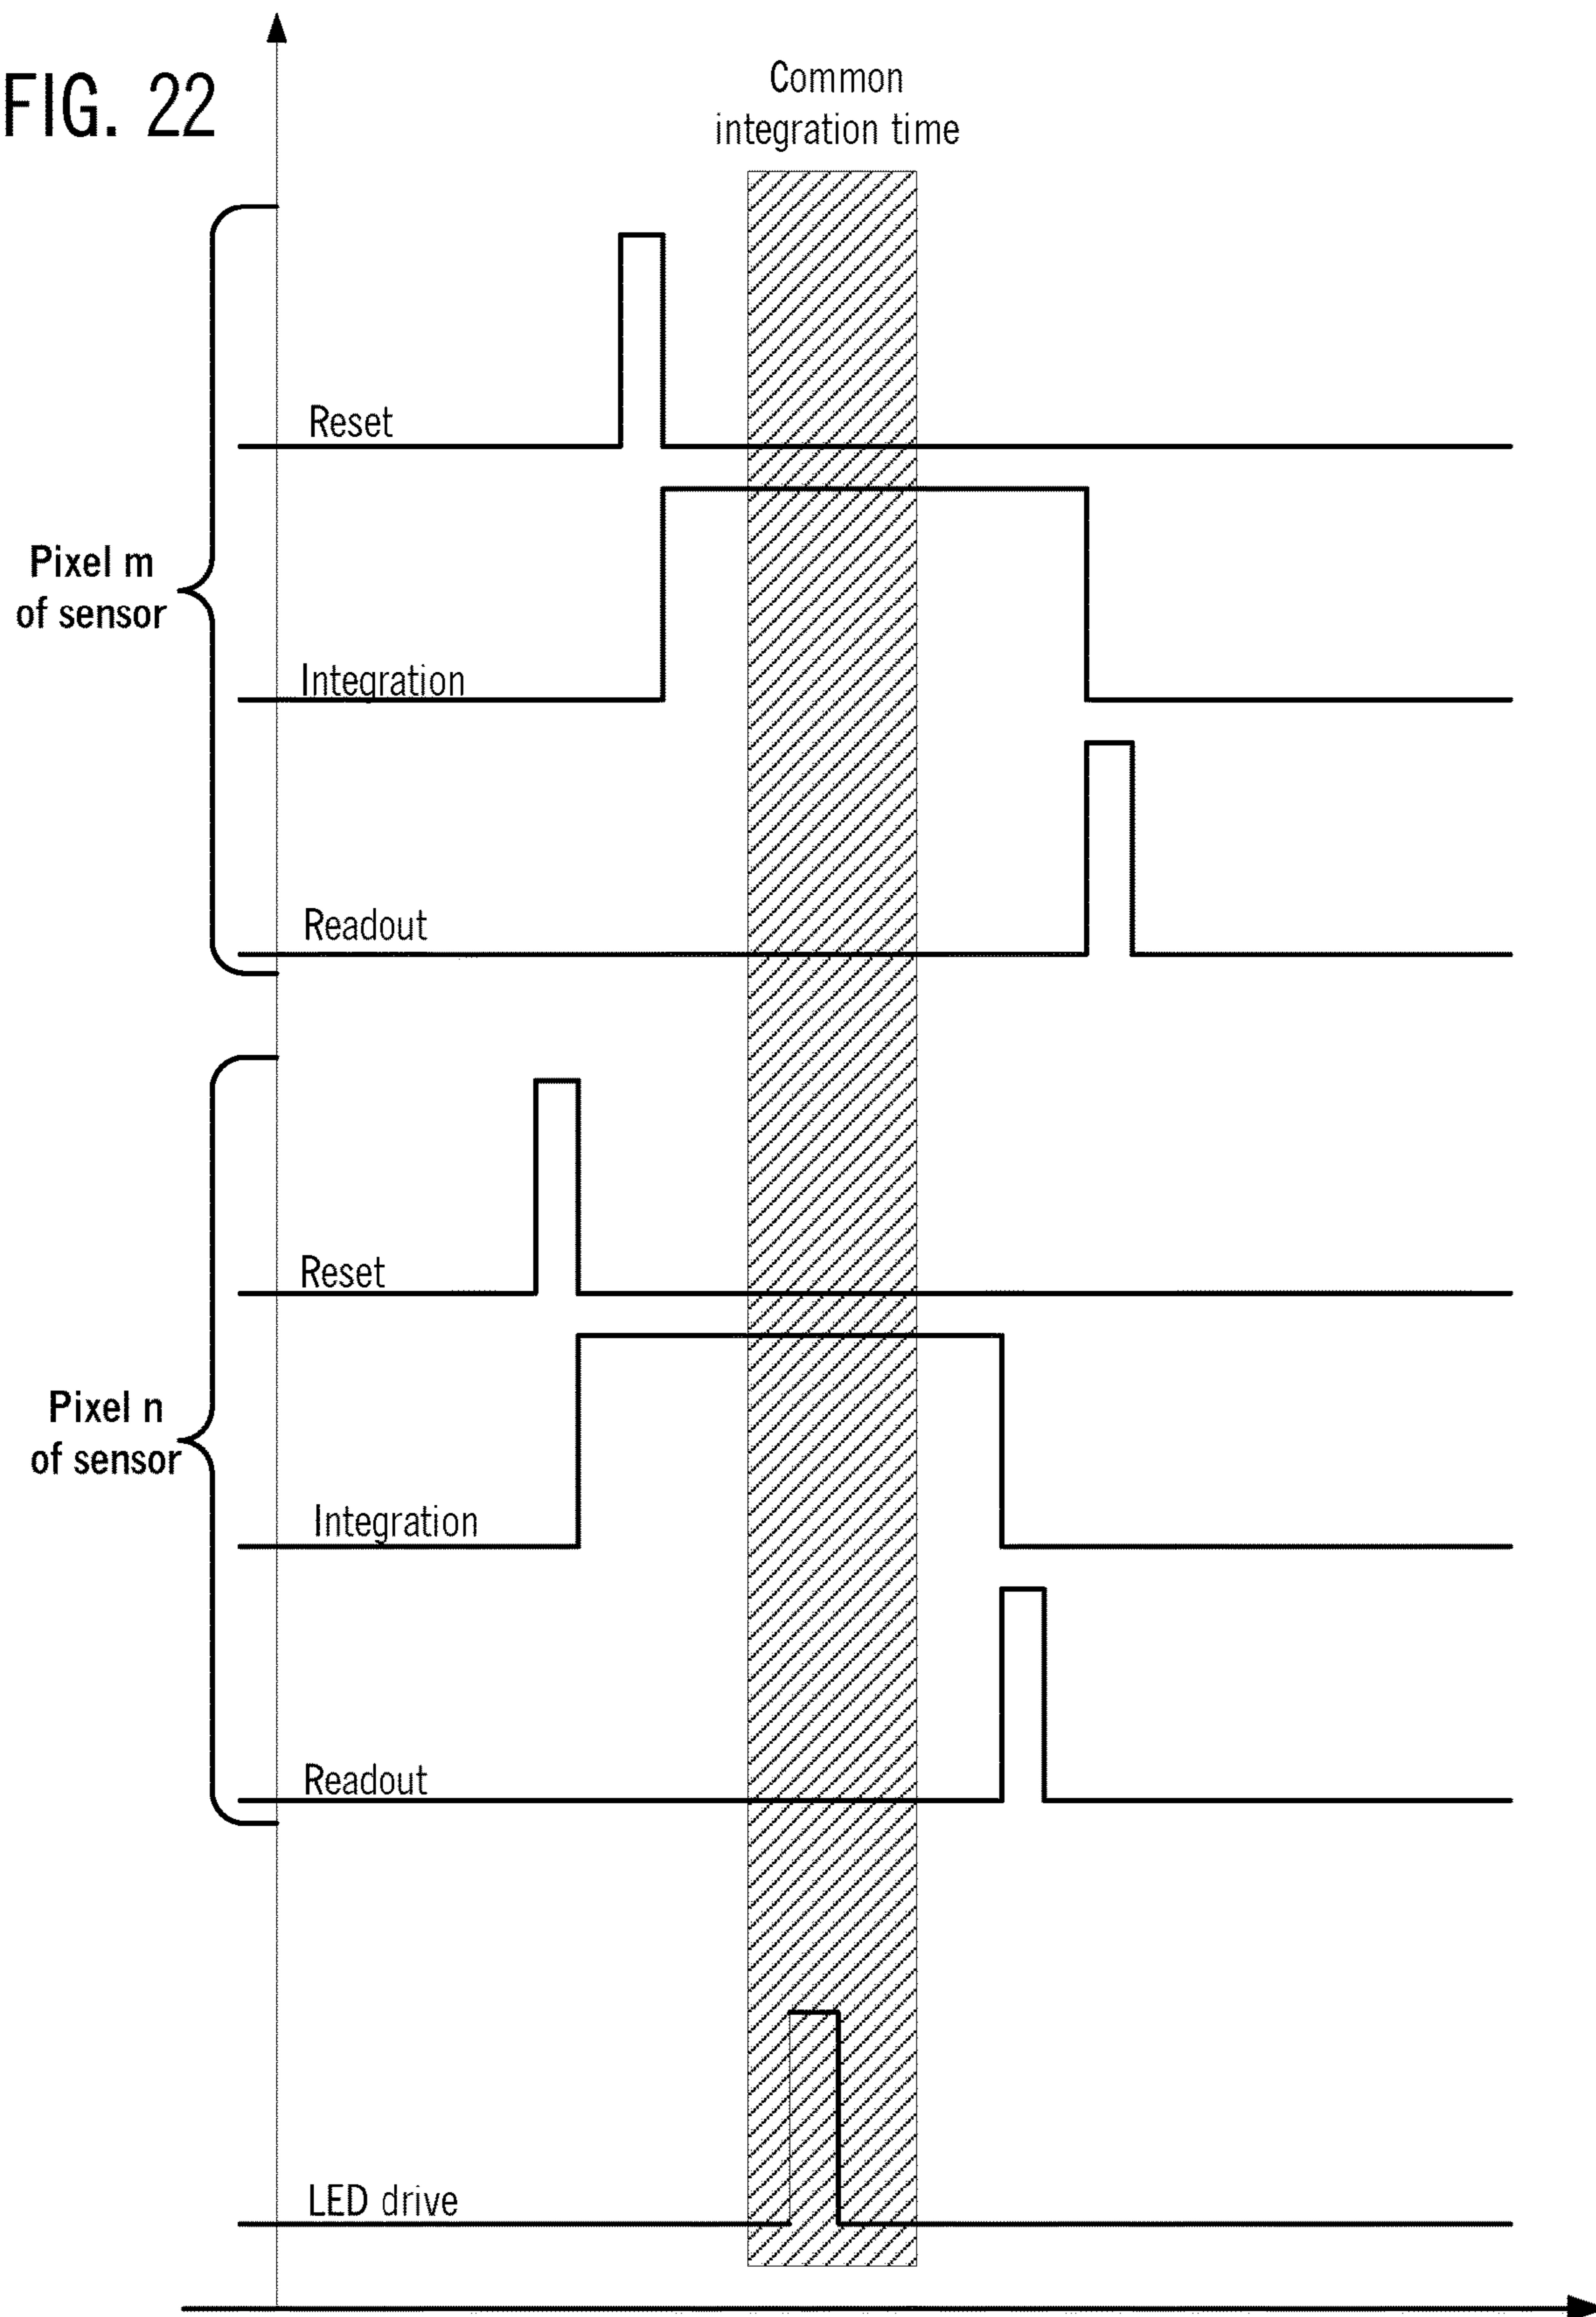 FIG. 22
Common
integration time
Reset
Pixel m
of sensor
Integration
Readout
Reset
Pixel n
of sensor
Integration
Readout
LED drive